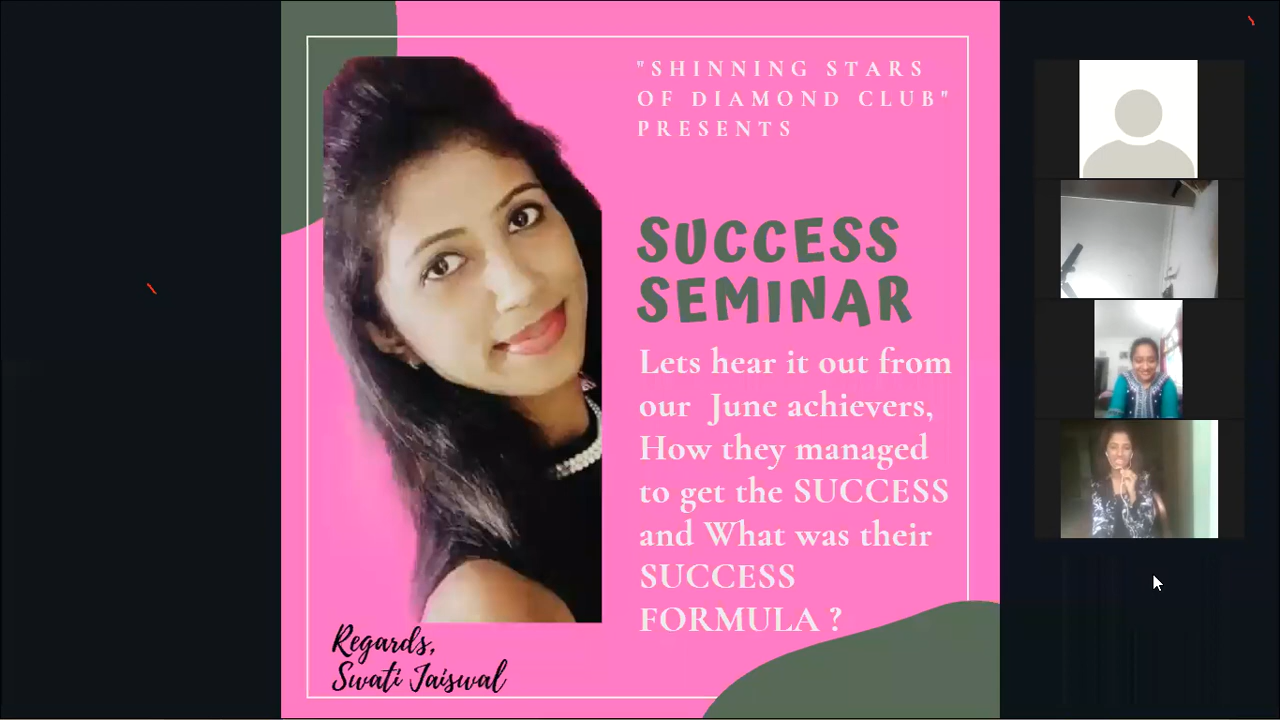 "SHINNING STARS
OF DIAMOND CLUB"
PRESENTS
SUCCESS
SEMINAR
Lets hear it out from
our June achievers,
How they managed
to get the SUCCESS
and What was their
SUCCESS
FORMULA ?
Regards,
Swati Jaiswal